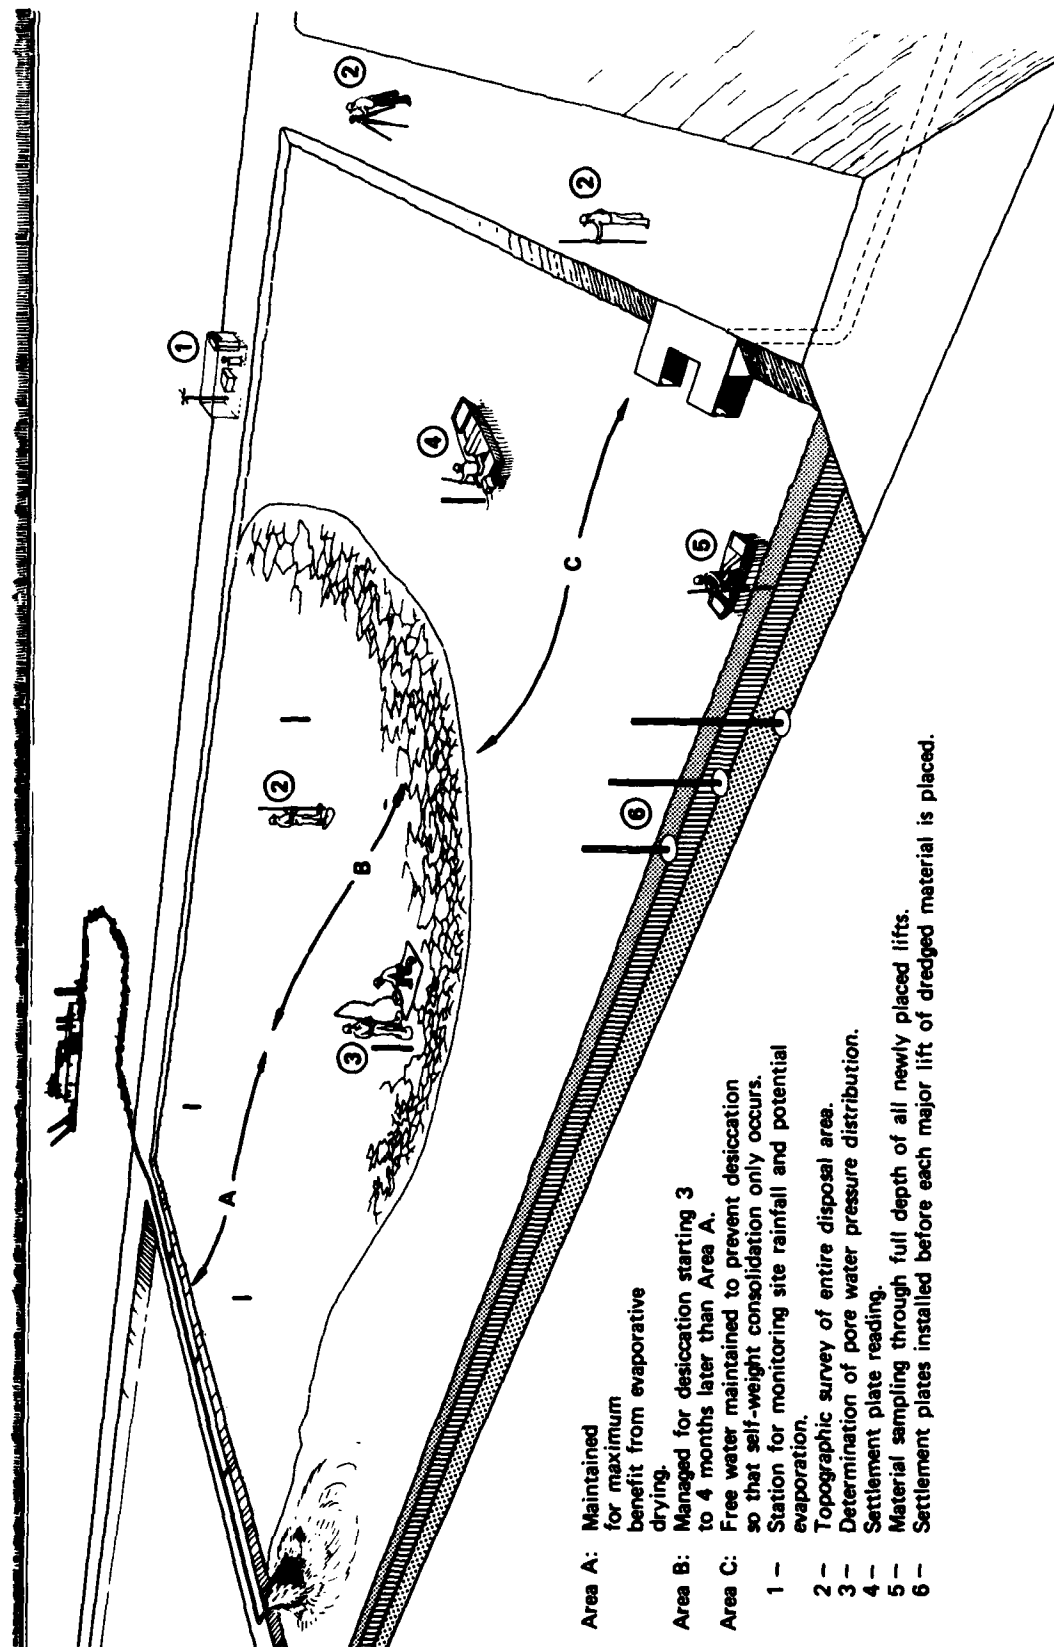 1
2
2
4
5
C
2
B
6
3
A
Area A: Maintained
for maximum
benefit from evaporative
drying.
Area B: Managed for desiccation starting 3
to 4 months later than Area A.
Area C: Free water maintained to prevent desiccation
so that self-weight consolidation only occurs.
1 – Station for monitoring site rainfall and potential
evaporation.
2 – Topographic survey of entire disposal area.
3 – Determination of pore water pressure distribution.
4 – Settlement plate reading.
5 – Material sampling through full depth of all newly placed lifts.
6 – Settlement plates installed before each major lift of dredged material is placed.